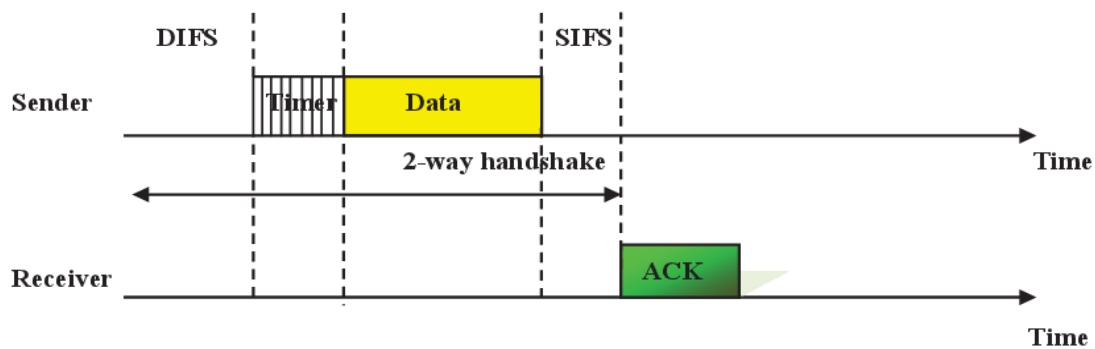 DIFS
SIFS
Sender
Timer
Data
Time
2-way handshake
Receiver
ACK
Time